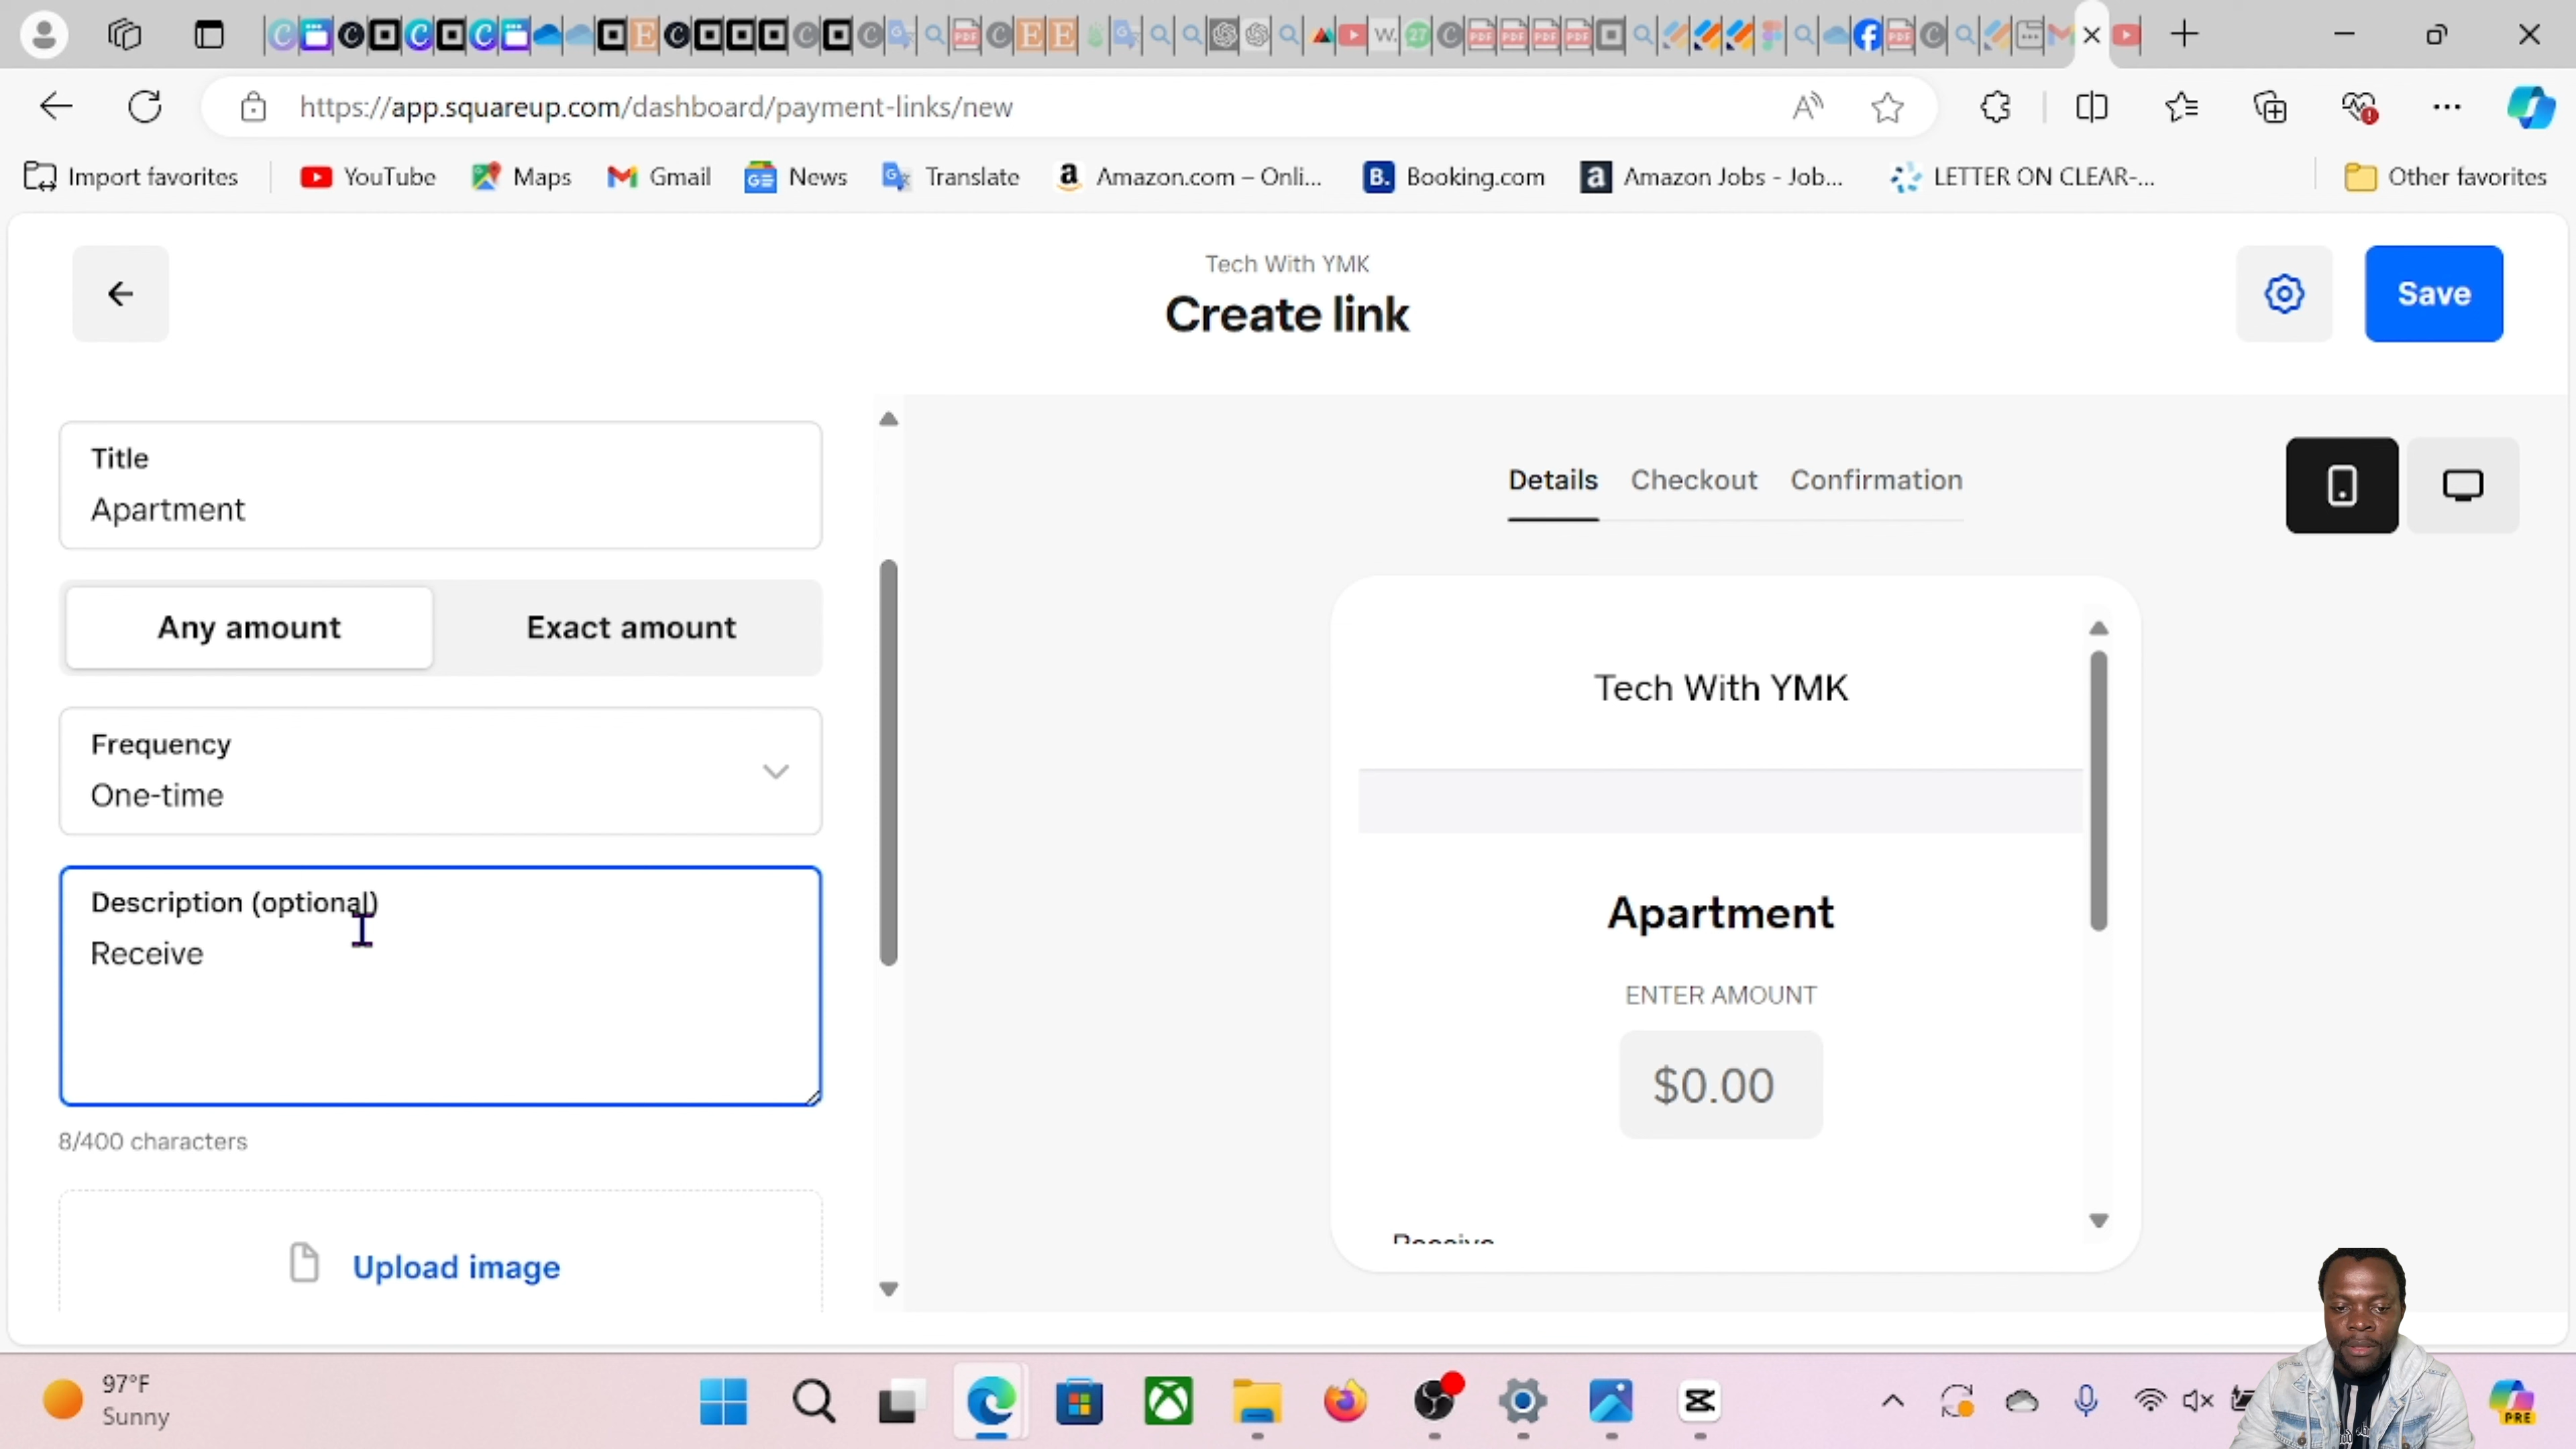 https://app.squareup.com/dashboard/payment-links/new
Import favorites
YouTube
Maps
Gmail
News
Translate
Amazon.com – Onli...
Booking.com
Amazon Jobs - Job...
LETTER ON CLEAR-...
Other favorites
Tech With YMK
Create link
Save
Title
Apartment
Any amount
Exact amount
Frequency
One-time
Description (optional)
Receive
8/400 characters
Upload image
Details
Checkout
Confirmation
Tech With YMK
Apartment
ENTER AMOUNT
$0.00
Receive
97°F
Sunny
PRE